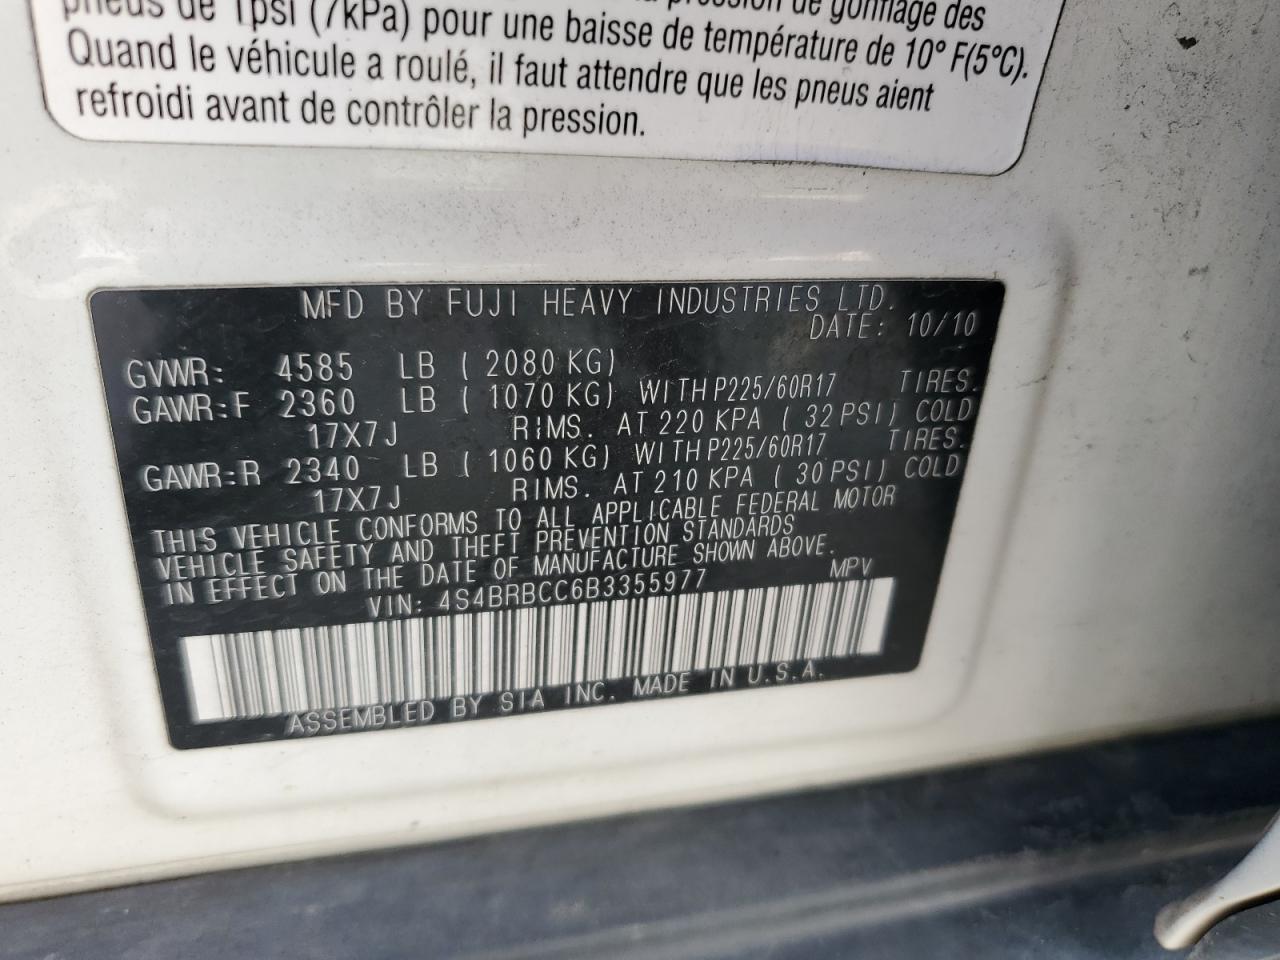 pneus de 1psi (7kPa) pour une baisse de température de 10° F(5°C).
Quand le véhicule a roulé, il faut attendre que les pneus aient
refroidi avant de contrôler la pression.
MFD BY FUJI HEAVY INDUSTRIES LTD.
DATE: 10/10
GVWR: 4585 LB ( 2080 KG)
GAWR:F 2360 LB ( 1070 KG) WITH P225/60R17 TIRES.
17X7J RIMS. AT 220 KPA ( 32 PSI) COLD
GAWR:R 2340 LB ( 1060 KG) WITH P225/60R17 TIRES.
17X7J RIMS. AT 210 KPA ( 30 PSI) COLD
THIS VEHICLE CONFORMS TO ALL APPLICABLE FEDERAL MOTOR
VEHICLE SAFETY AND THEFT PREVENTION STANDARDS
IN EFFECT ON THE DATE OF MANUFACTURE SHOWN ABOVE.
VIN: 4S4BRBCC6B3355977 MPV
ASSEMBLED BY SIA INC. MADE IN U.S.A.